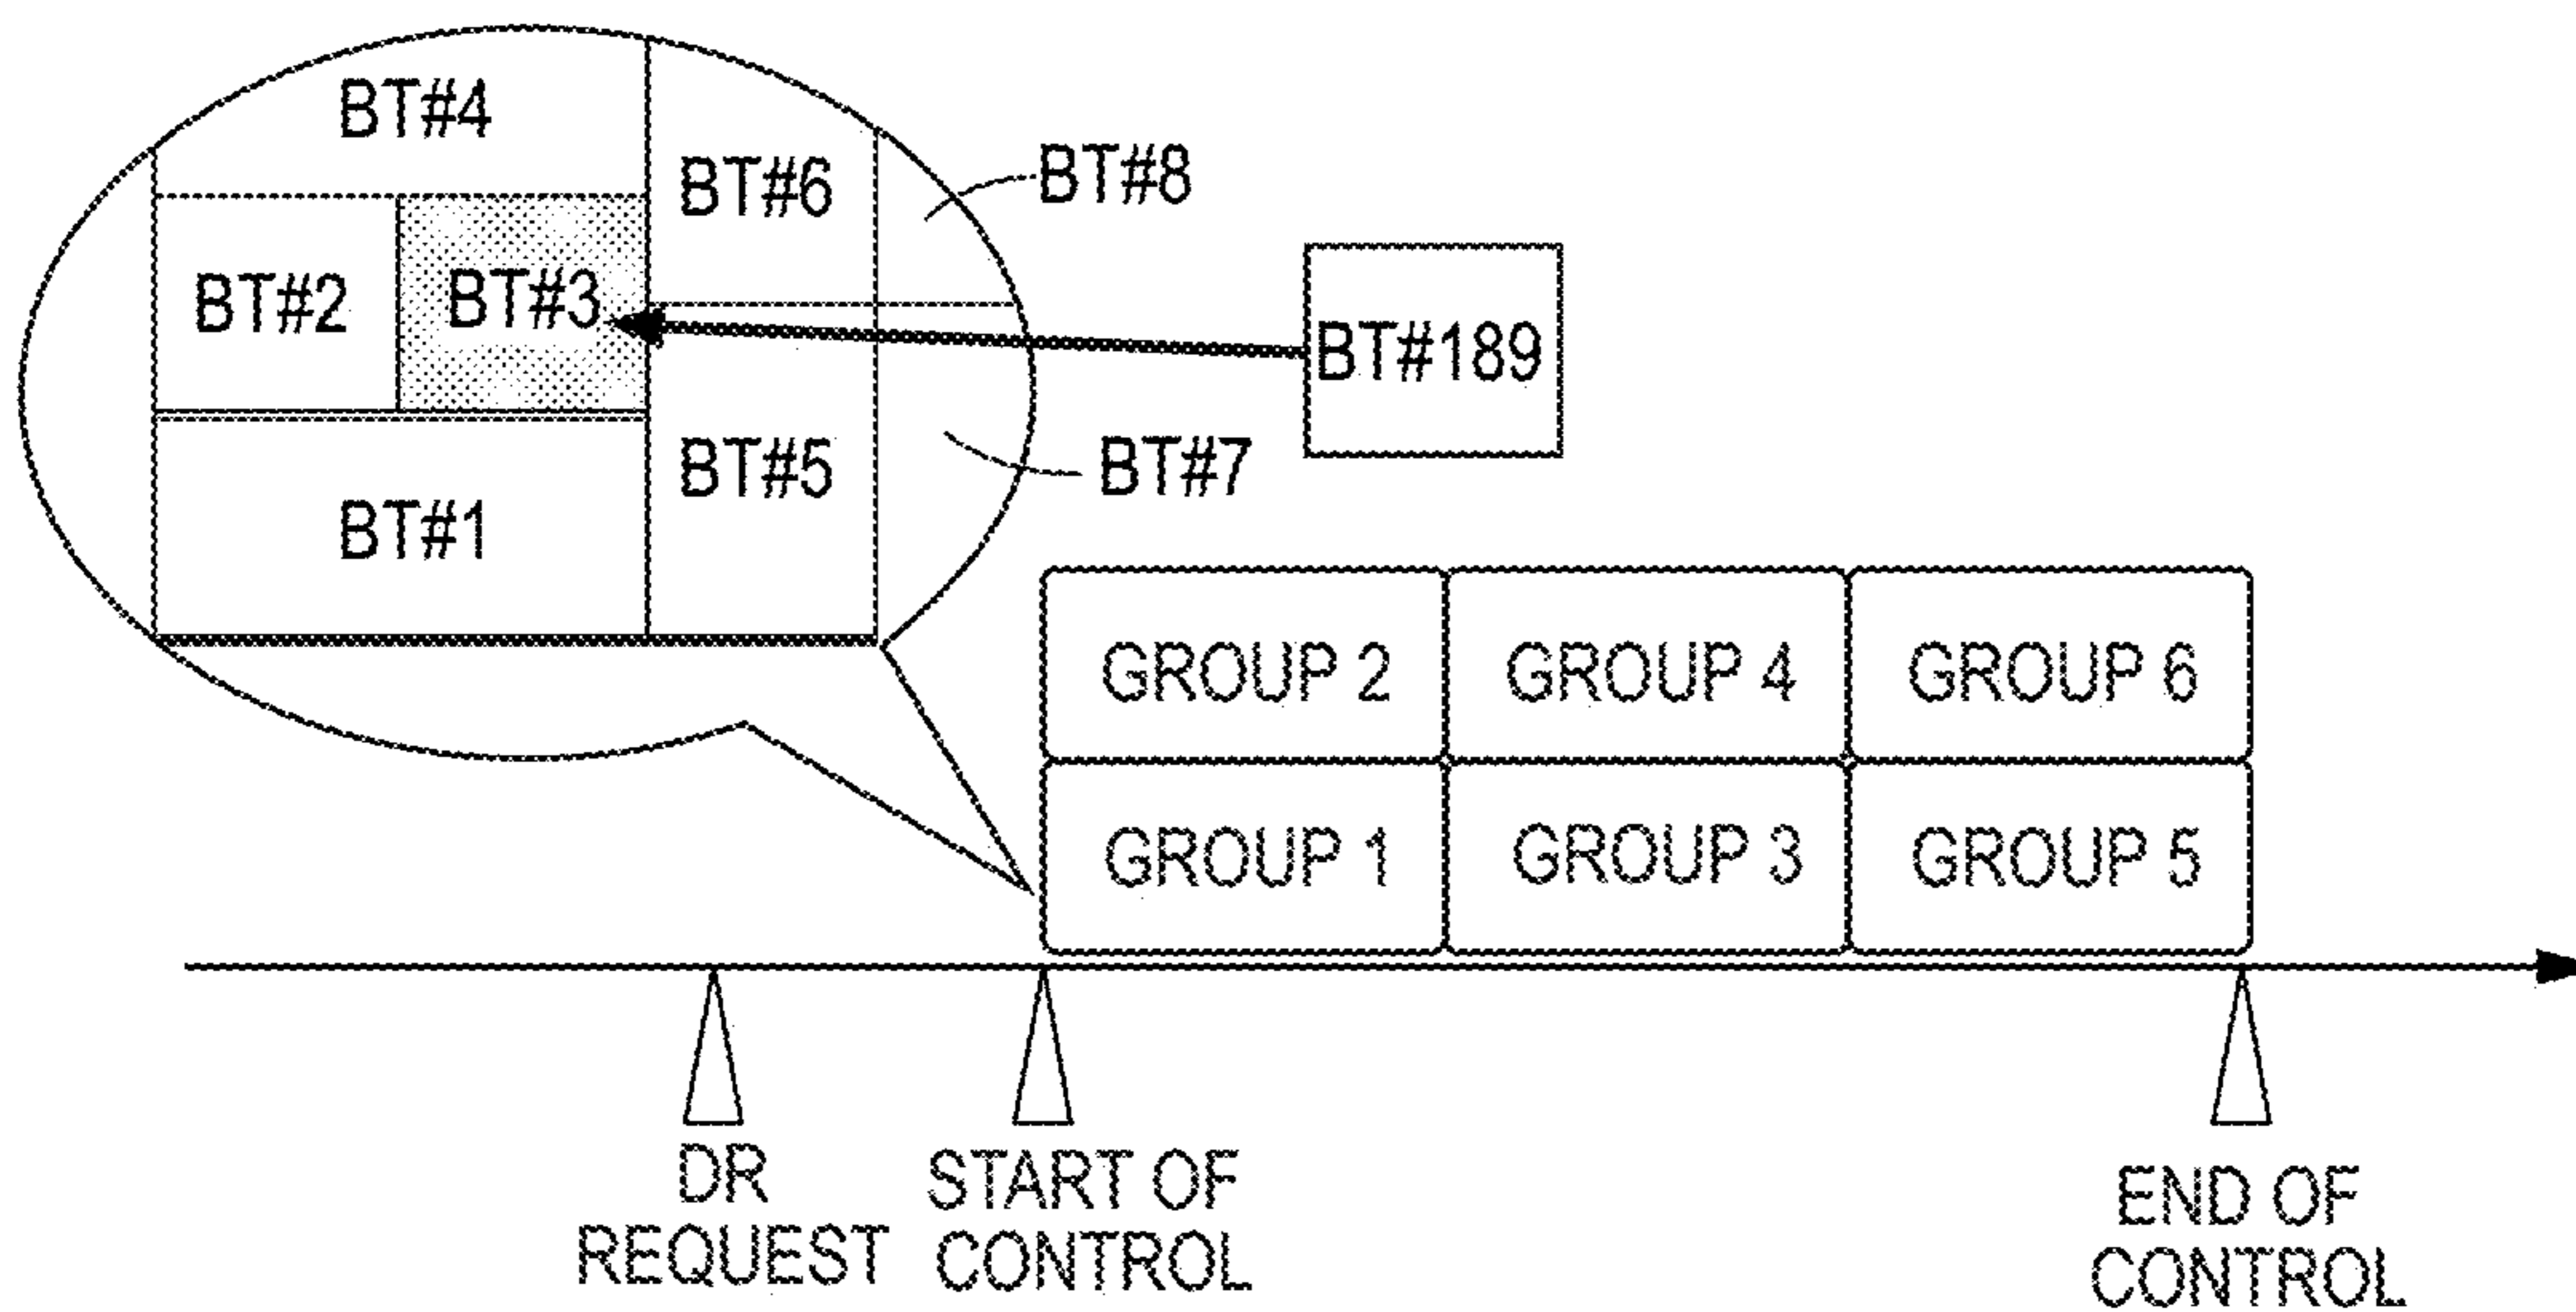 BT#4
BT#6
BT#8
BT#2
BT#3
BT#189
BT#5
BT#7
BT#1
GROUP 2
GROUP 4
GROUP 6
GROUP 1
GROUP 3
GROUP 5
DR
REQUEST
START OF
CONTROL
END OF
CONTROL